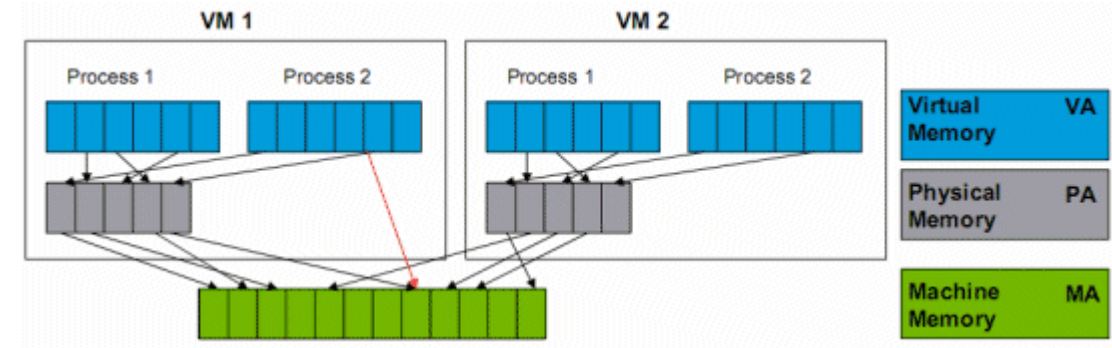 VM 1
VM 2
Process 1
Process 2
Process 1
Process 2
Virtual Memory VA
Physical Memory PA
Machine Memory MA